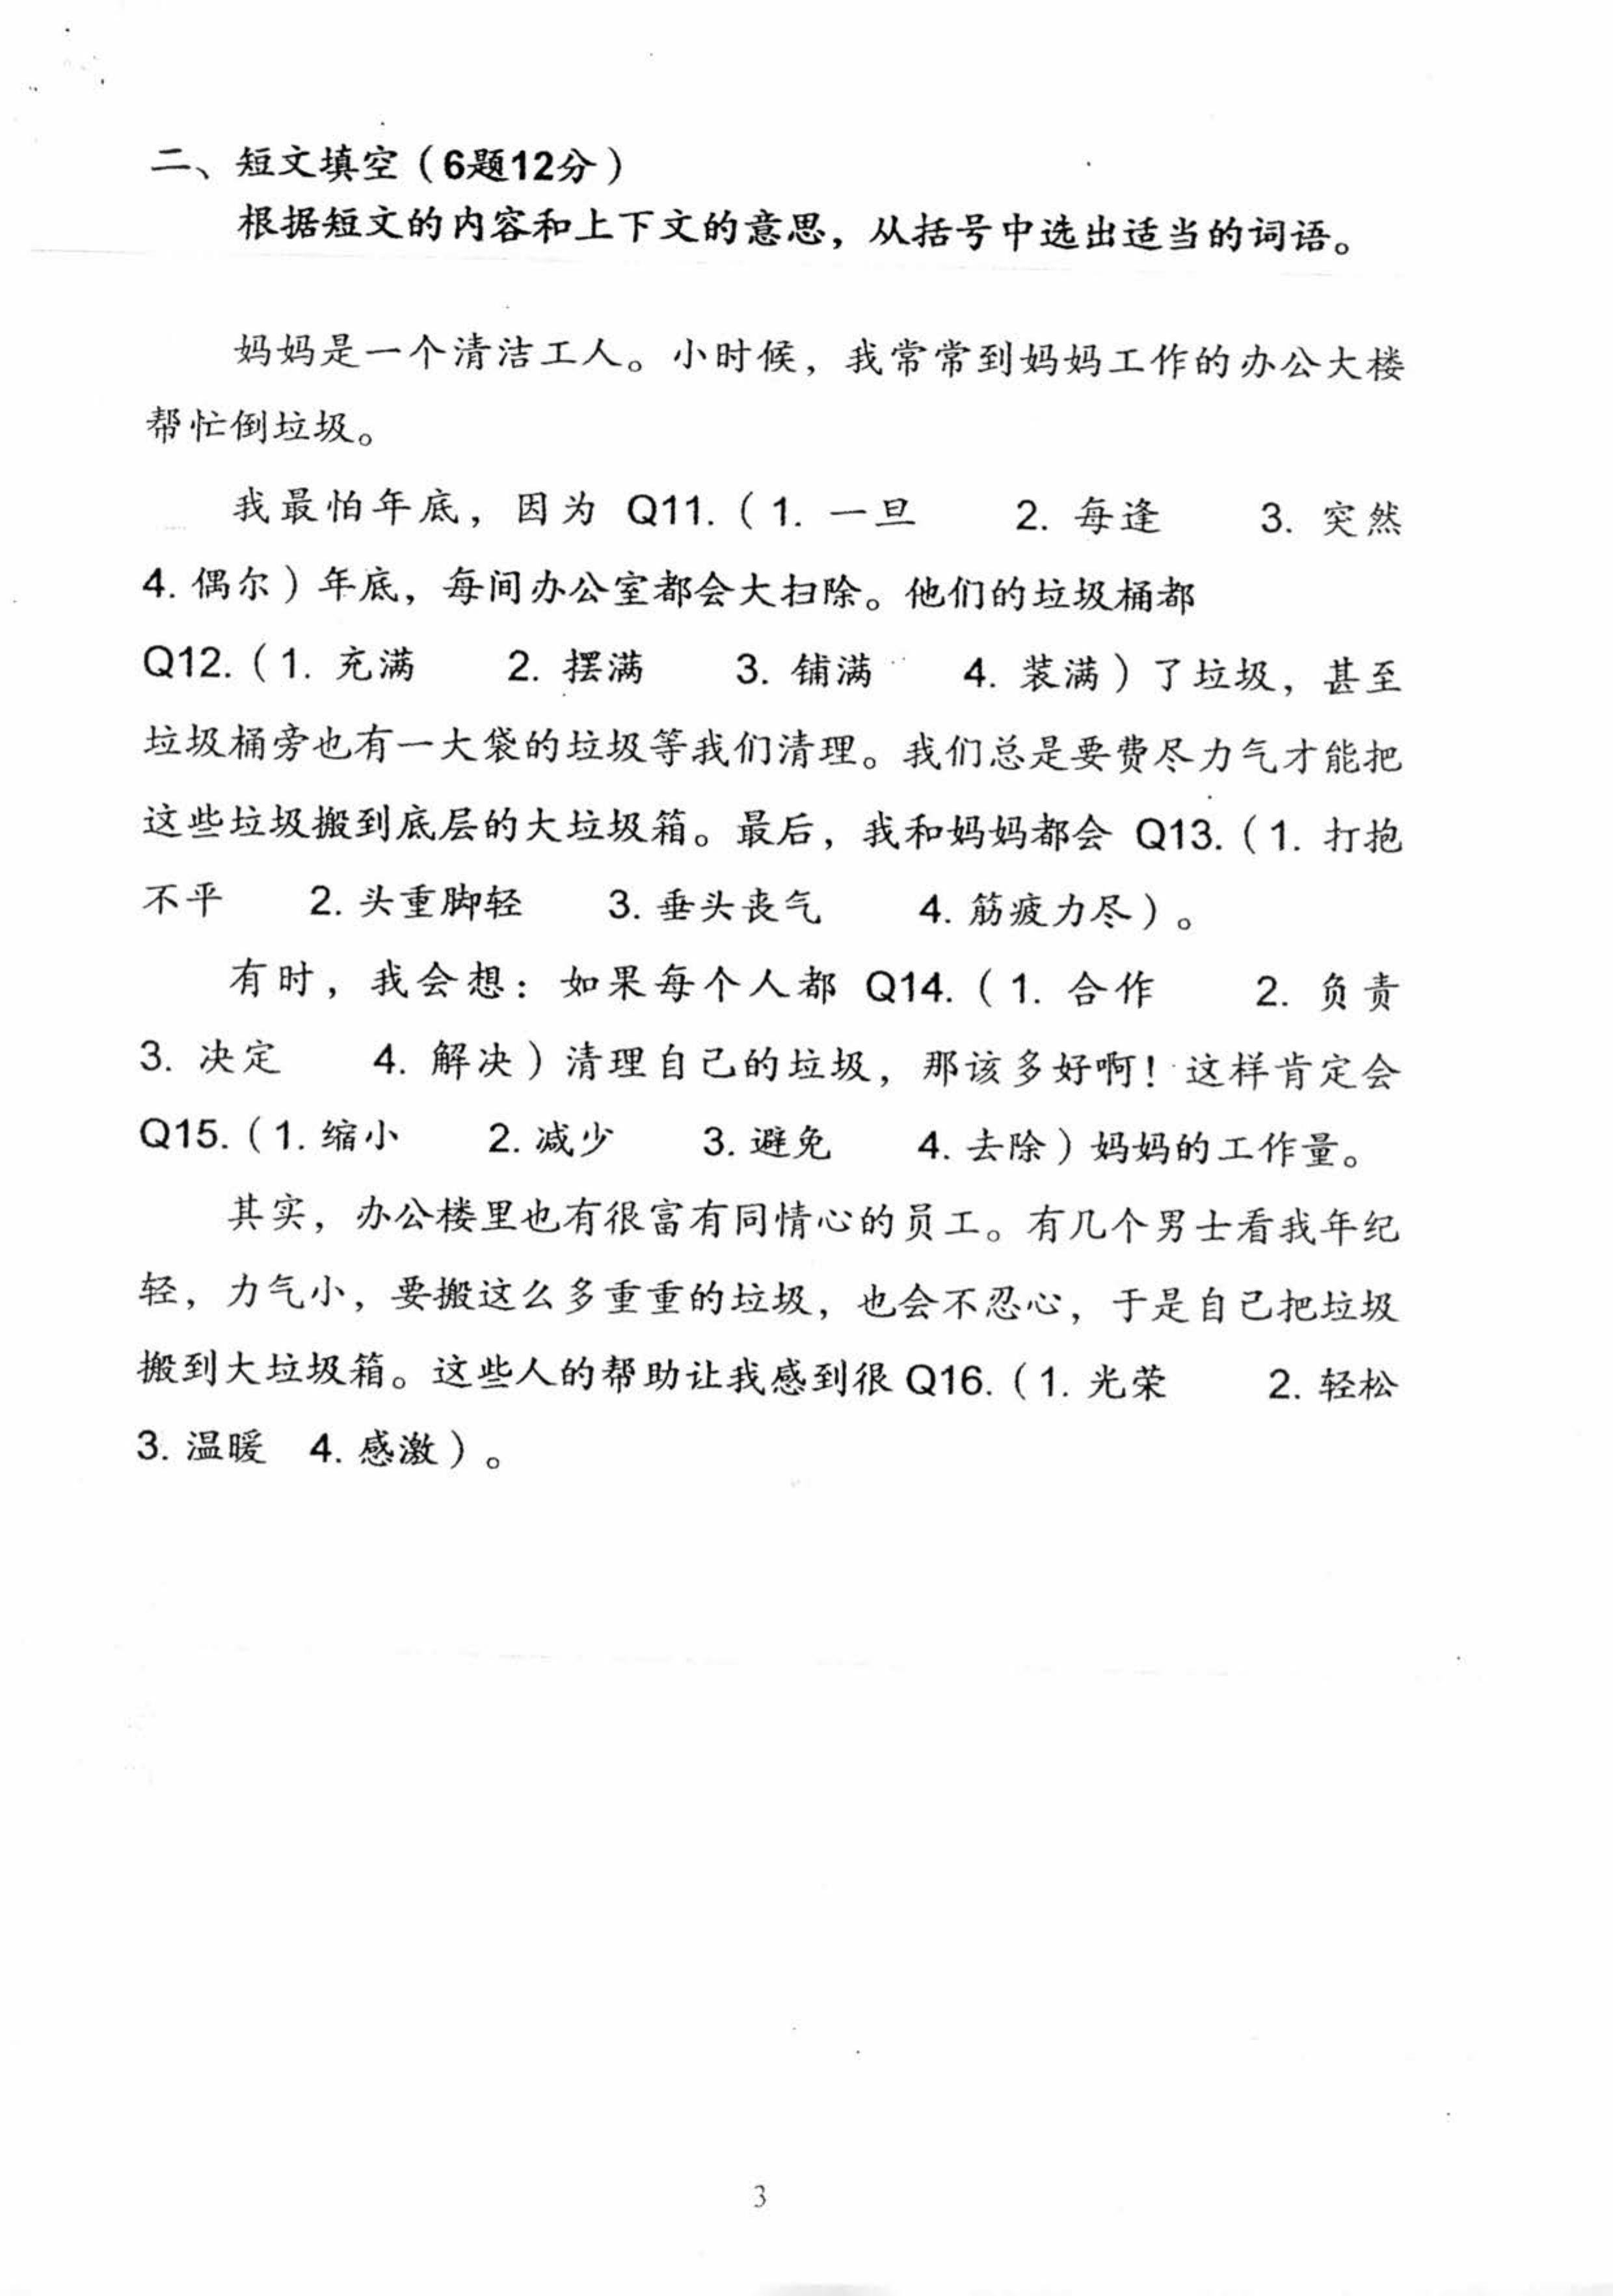 二、短文填空（6题12分）
根据短文的内容和上下文的意思，从括号中选出适当的词语。
妈妈是一个清洁工人。小时候，我常常到妈妈工作的办公大楼
帮忙倒垃圾。
我最怕年底，因为 Q11.（1. 一旦 2. 每逢 3. 突然
4. 偶尔）年底，每间办公室都会大扫除。他们的垃圾桶都
Q12.（1. 充满 2. 摆满 3. 铺满 4. 装满）了垃圾，甚至
垃圾桶旁也有一大袋的垃圾等我们清理。我们总是要费尽力气才能把
这些垃圾搬到底层的大垃圾箱。最后，我和妈妈都会 Q13.（1. 打抱
不平 2. 头重脚轻 3. 垂头丧气 4. 筋疲力尽）。
有时，我会想：如果每个人都 Q14.（1. 合作 2. 负责
3. 决定 4. 解决）清理自己的垃圾，那该多好啊！这样肯定会
Q15.（1. 缩小 2. 减少 3. 避免 4. 去除）妈妈的工作量。
其实，办公楼里也有很富有同情心的员工。有几个男士看我年纪
轻，力气小，要搬这么多重重的垃圾，也会不忍心，于是自己把垃圾
搬到大垃圾箱。这些人的帮助让我感到很 Q16.（1. 光荣 2. 轻松
3. 温暖 4. 感激）。
3